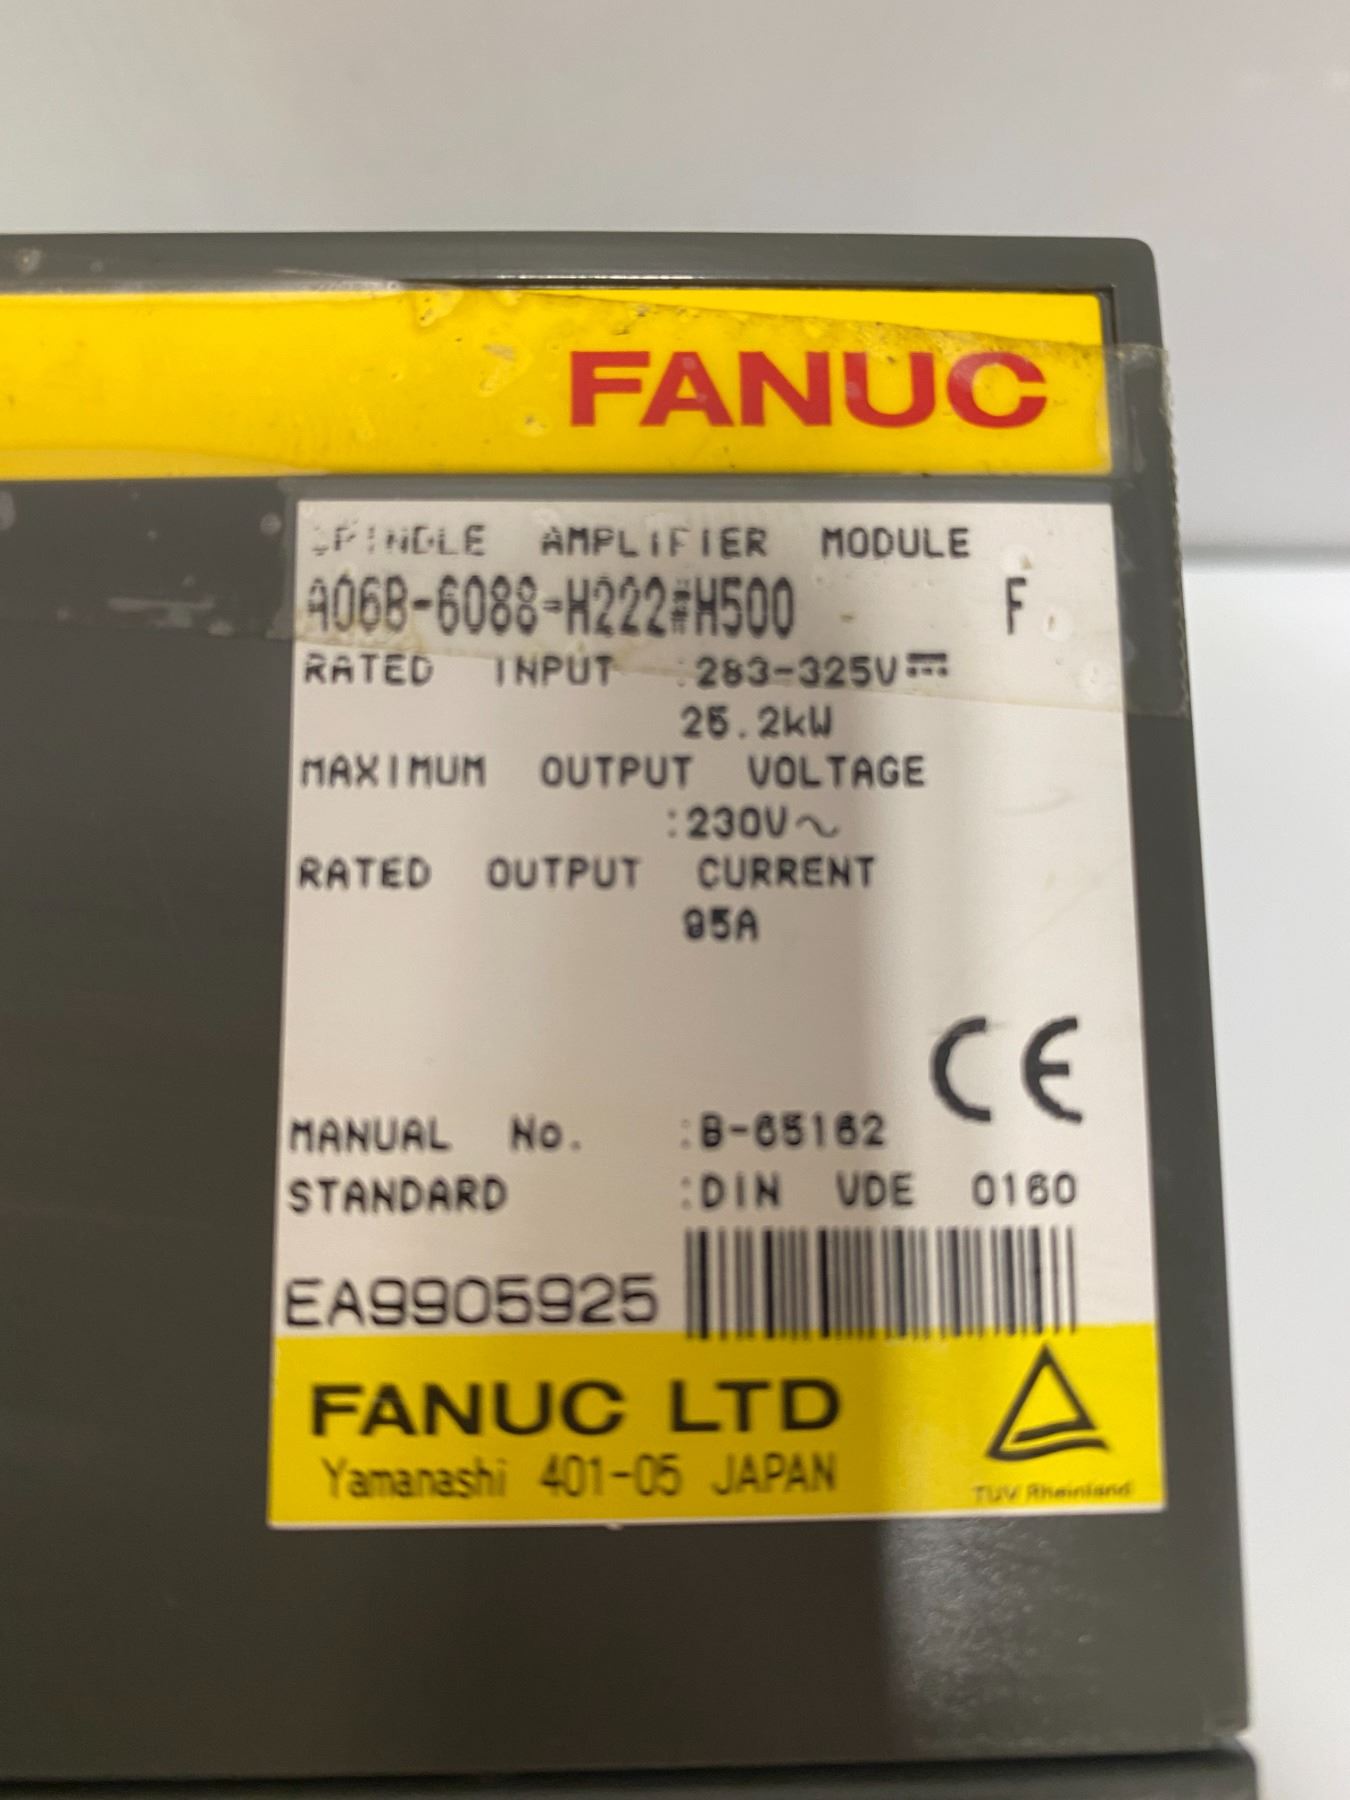 FANUC
SPINDLE AMPLIFIER MODULE
A06B-6088-H222#H500 F
RATED INPUT :283-325V⎓
25.2kW
MAXIMUM OUTPUT VOLTAGE
:230V～
RATED OUTPUT CURRENT
95A
CE
MANUAL No. :B-65162
STANDARD :DIN VDE 0160
EA9905925
FANUC LTD
Yamanashi 401-05 JAPAN
TUV Rheinland